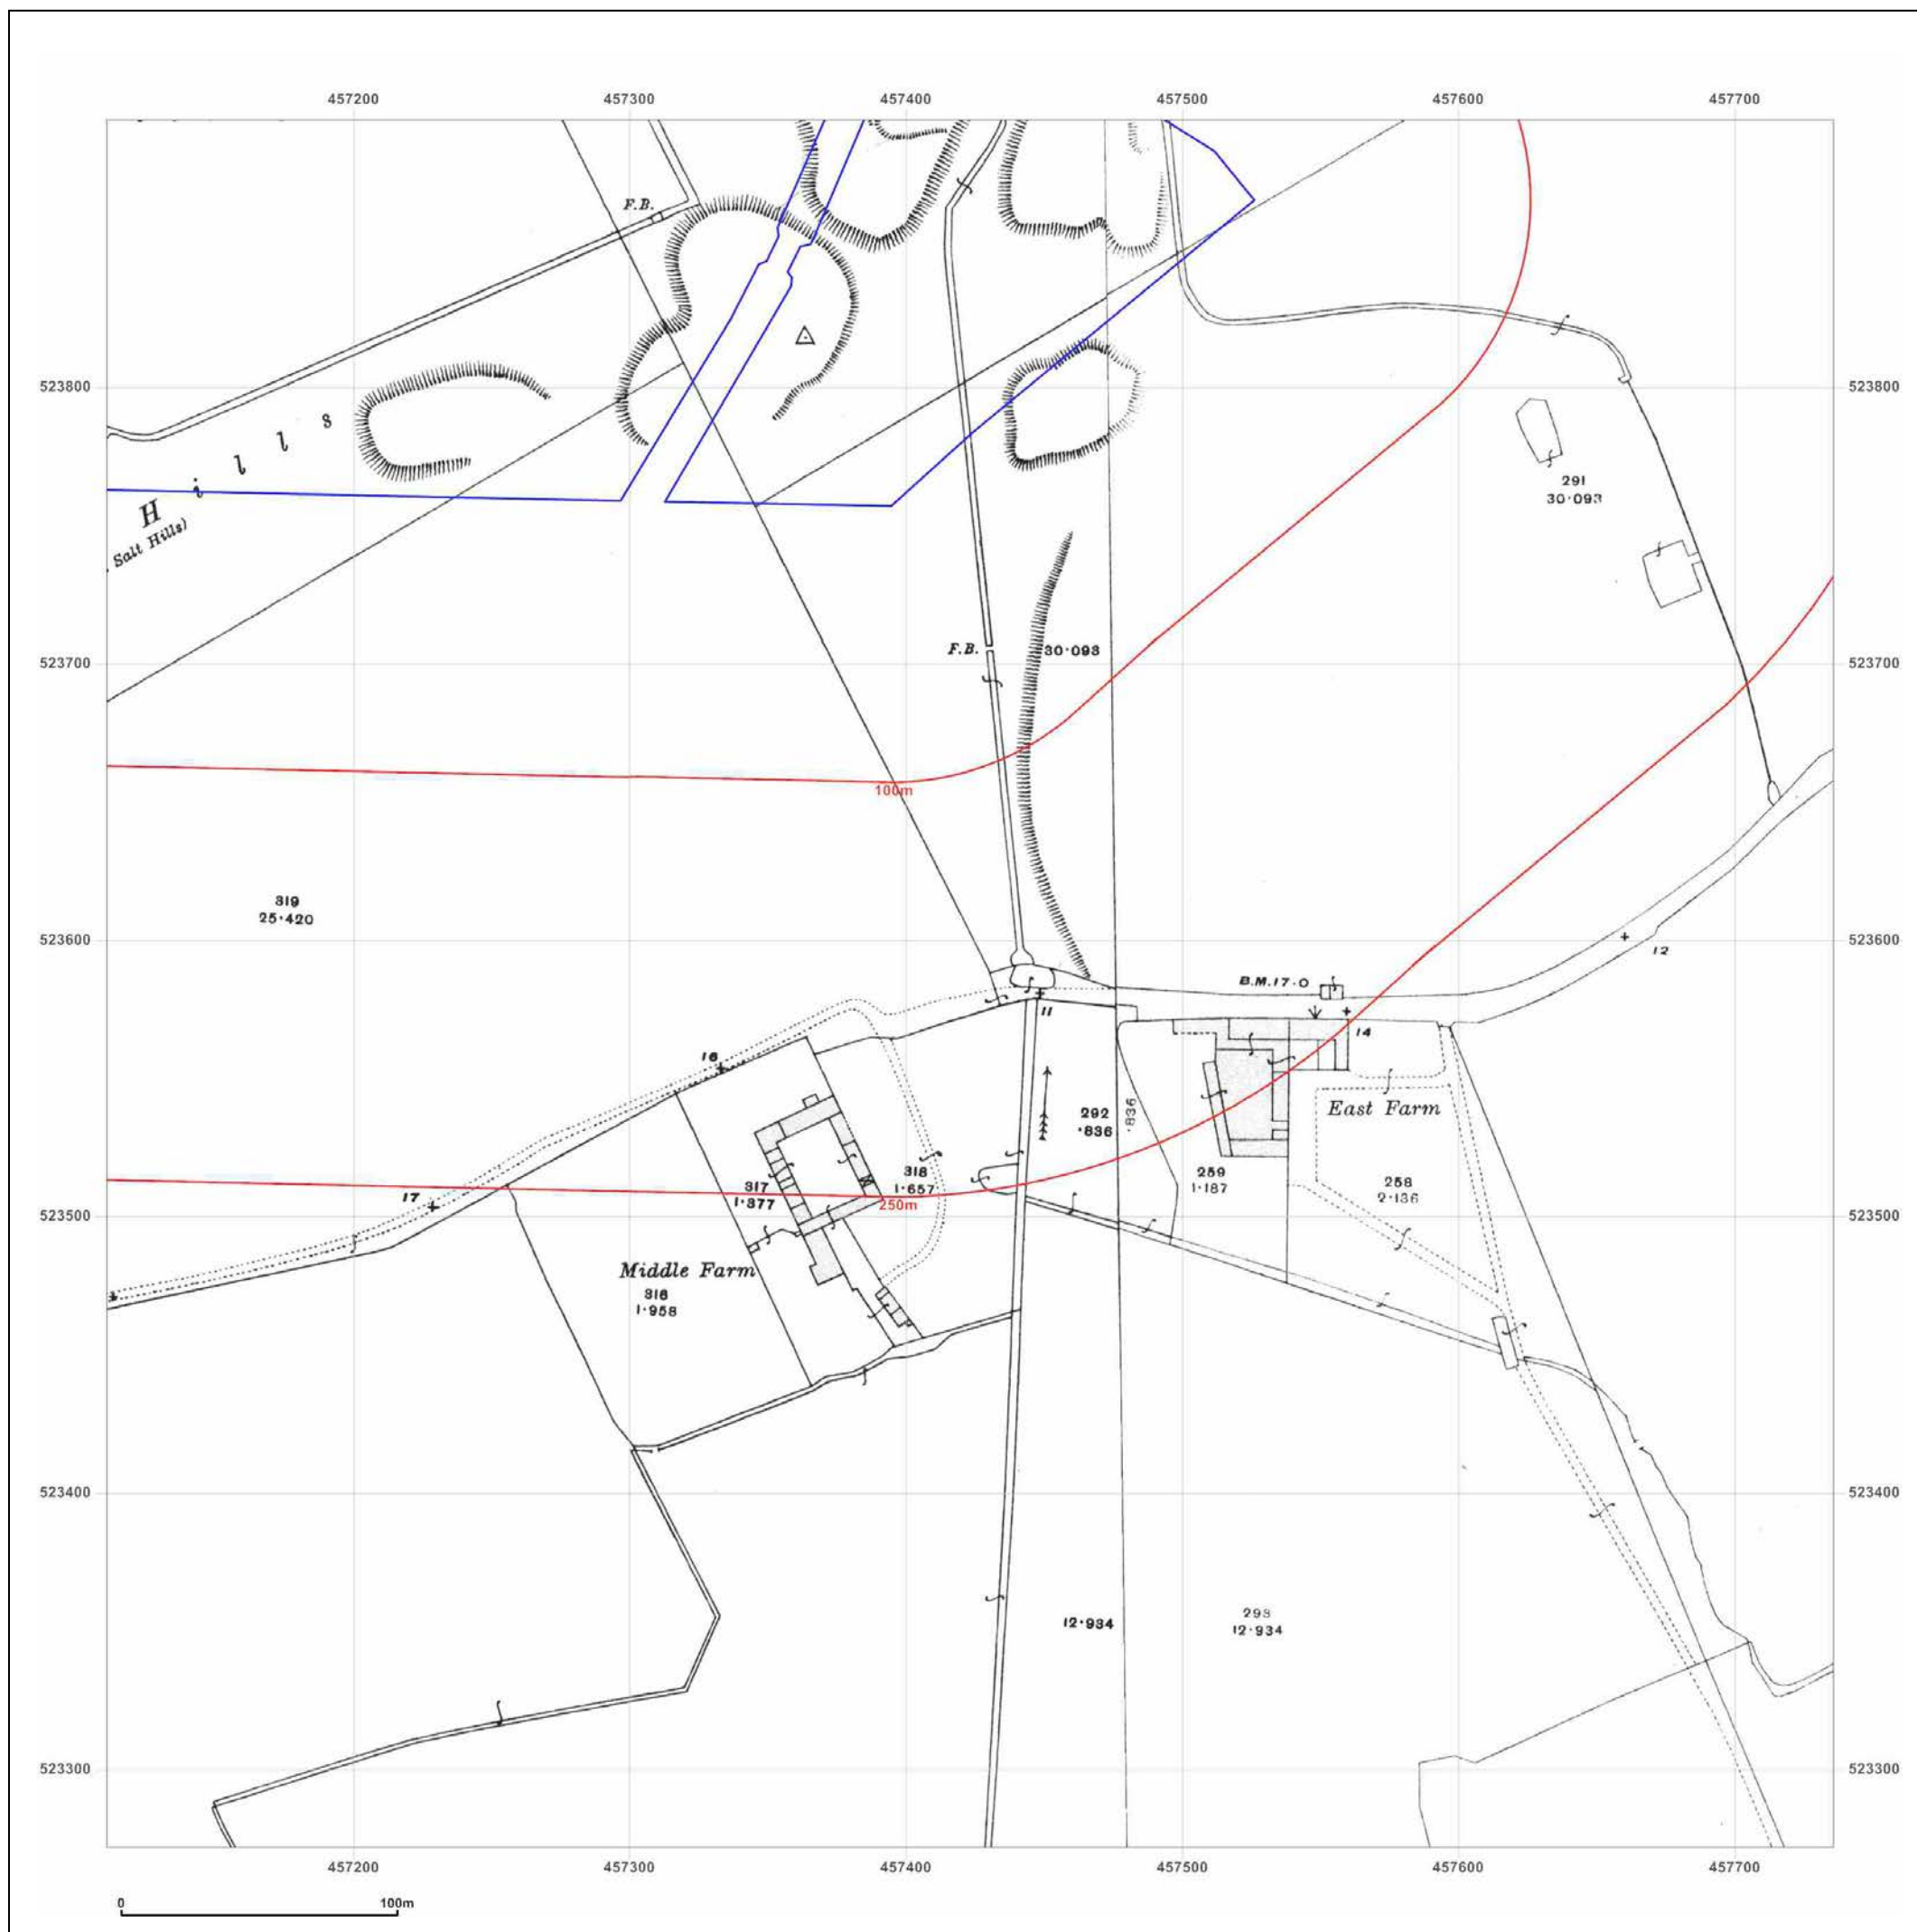 457200 457300 457400 457500 457600 457700
F.B.
523800 523800
H i l l s
Salt Hills)
291
30·093
F.B. 30·093
523700 523700
100m
319
25·420
523600 523600
12
B.M.17·0
11
14
16
292
·836
·836
East Farm
17
317
1·377
318
1·657
259
1·187
258
2·136
523500 523500
250m
Middle Farm
316
1·958
523400 523400
12·934
293
12·934
523300 523300
457200 457300 457400 457500 457600 457700
0 100m